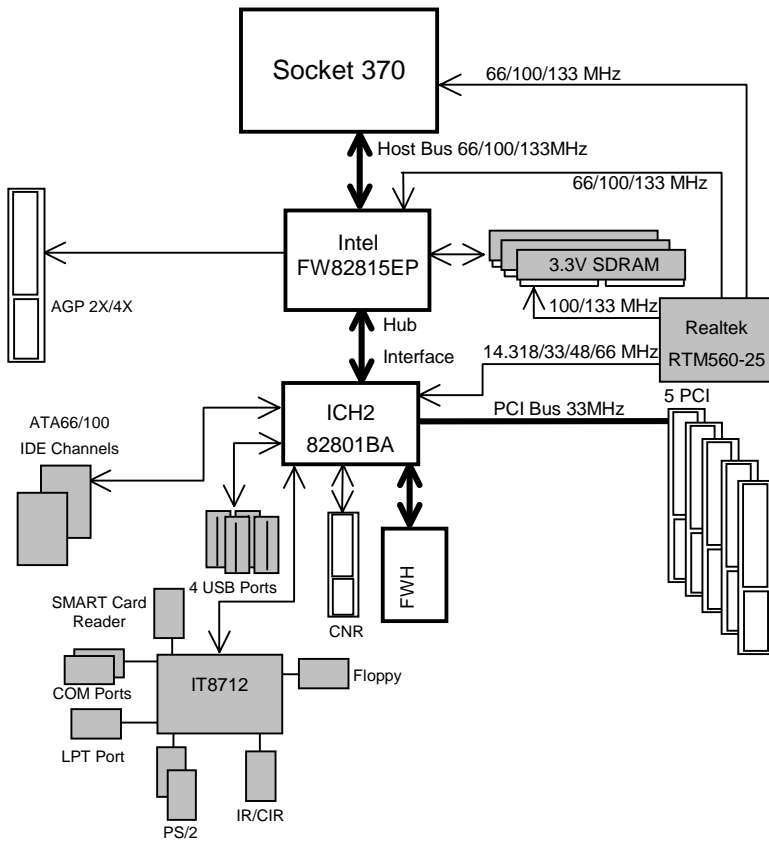 Socket 370
66/100/133 MHz
Host Bus 66/100/133MHz
66/100/133 MHz
Intel
FW82815EP
3.3V SDRAM
AGP 2X/4X
100/133 MHz
Realtek
RTM560-25
Hub
Interface
14.318/33/48/66 MHz
5 PCI
ICH2
82801BA
PCI Bus 33MHz
ATA66/100
IDE Channels
4 USB Ports
CNR
FWH
SMART Card
Reader
COM Ports
IT8712
Floppy
LPT Port
PS/2
IR/CIR